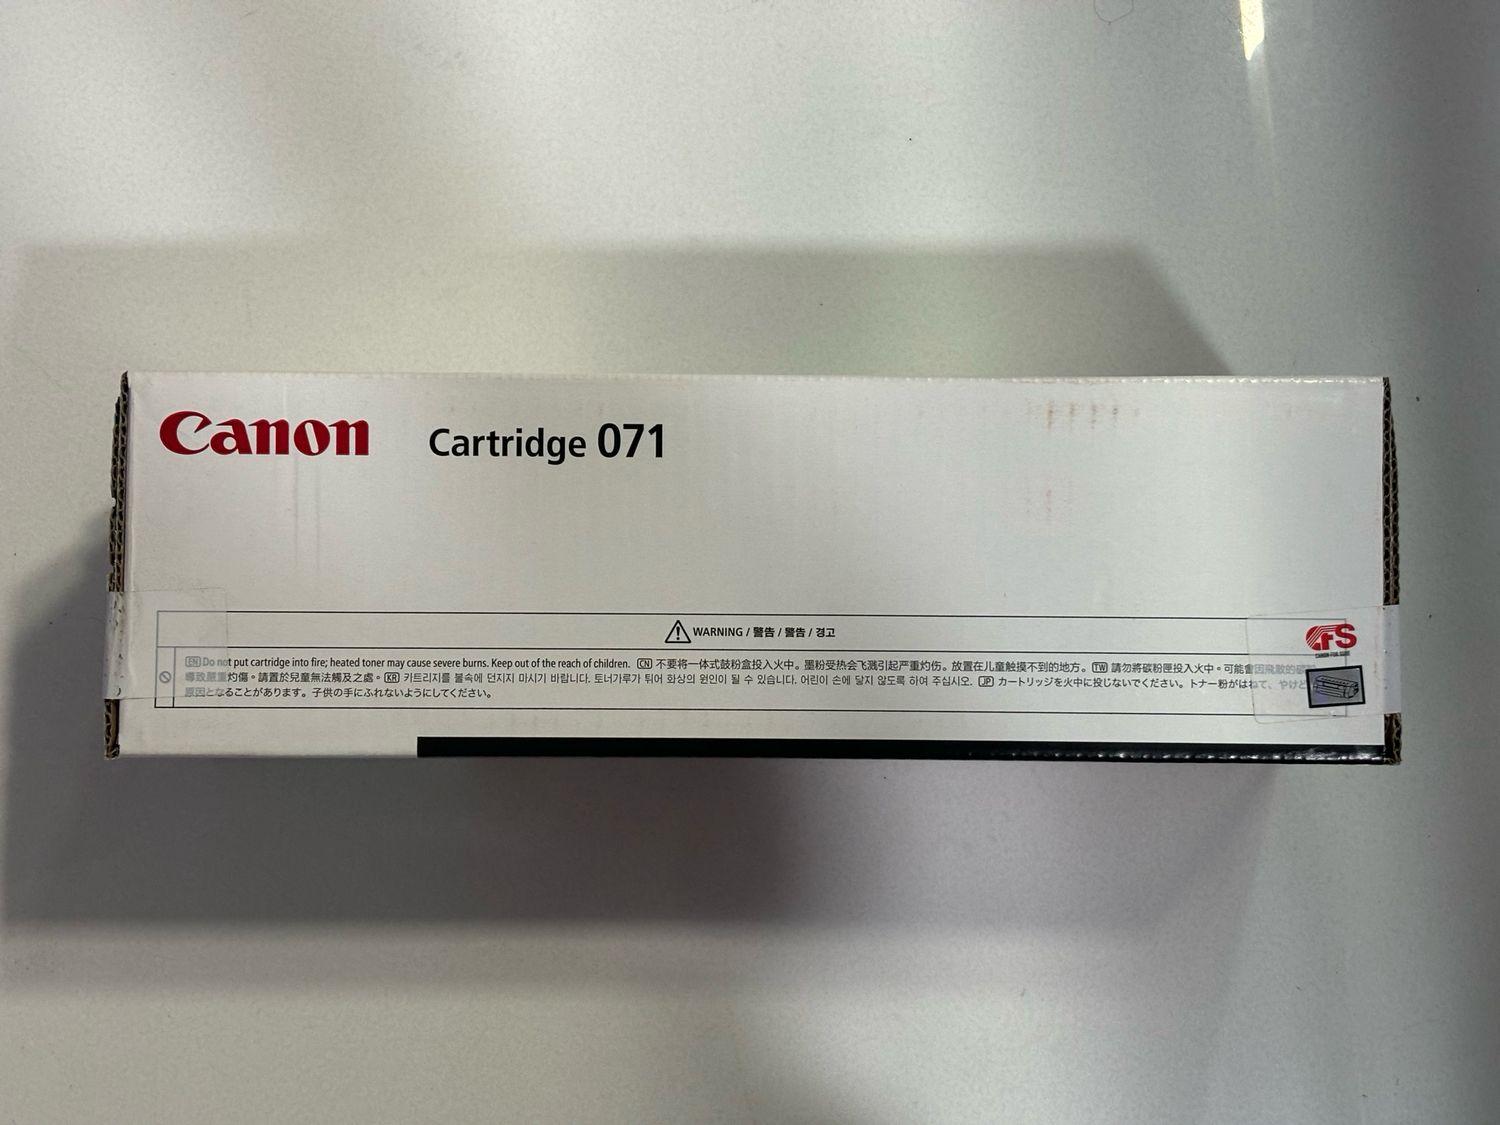 Canon Cartridge 071
WARNING / 警告 / 警告 / 경고
EN Do not put cartridge into fire; heated toner may cause severe burns. Keep out of the reach of children. CN 不要将一体式鼓粉盒投入火中。墨粉受热会飞溅引起严重灼伤。放置在儿童触摸不到的地方。 TW 請勿將碳粉匣投入火中。可能會因飛散的碳粉
導致嚴重灼傷。請置於兒童無法觸及之處。 KR 카트리지를 불속에 던지지 마시기 바랍니다. 토너가루가 튀어 화상의 원인이 될 수 있습니다. 어린이 손에 닿지 않도록 하여 주십시오. JP カートリッジを火中に投じないでください。トナー粉がはねて、やけど
原因となることがあります。子供の手にふれないようにしてください。
CFS